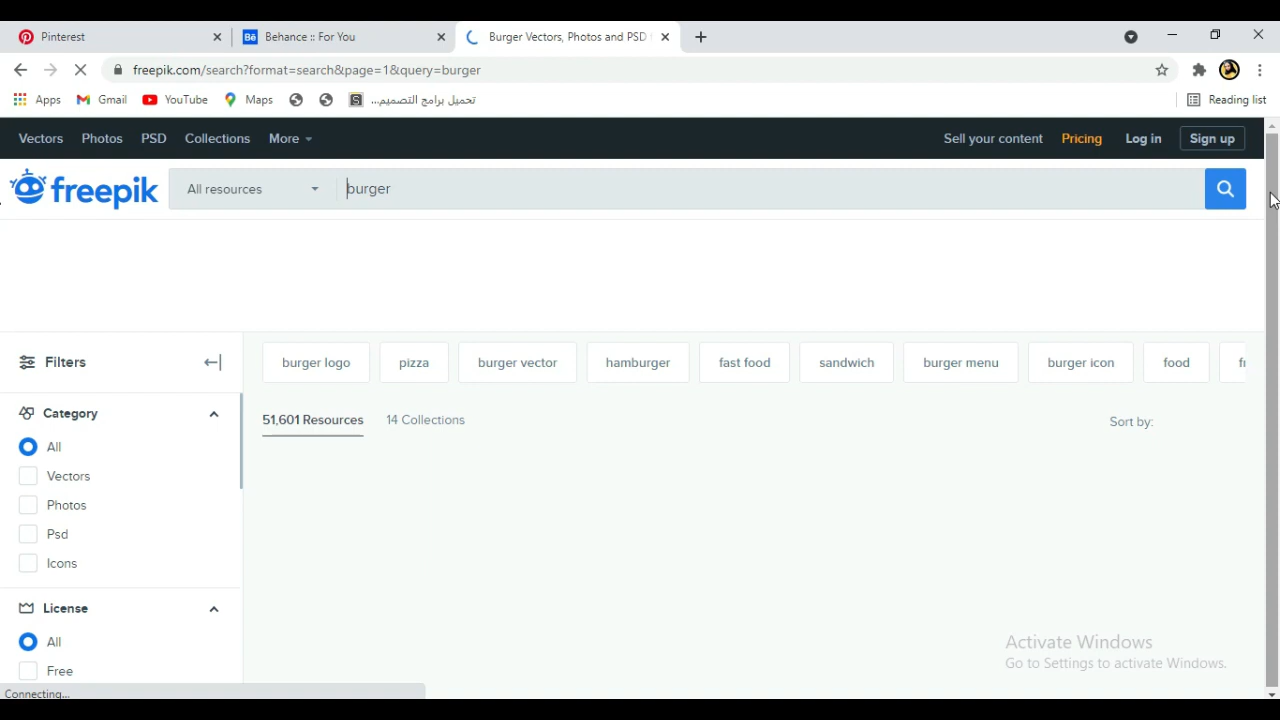 Pinterest
Behance :: For You
Burger Vectors, Photos and PSD
freepik.com/search?format=search&page=1&query=burger
Apps
Gmail
YouTube
Maps
تحميل برامج التصميم...
Reading list
Vectors
Photos
PSD
Collections
More
Sell your content
Pricing
Log in
Sign up
freepik
All resources
burger
Filters
burger logo
pizza
burger vector
hamburger
fast food
sandwich
burger menu
burger icon
food
Category
51,601 Resources
14 Collections
Sort by:
All
Vectors
Photos
Psd
Icons
License
All
Free
Activate Windows
Go to Settings to activate Windows.
Connecting...